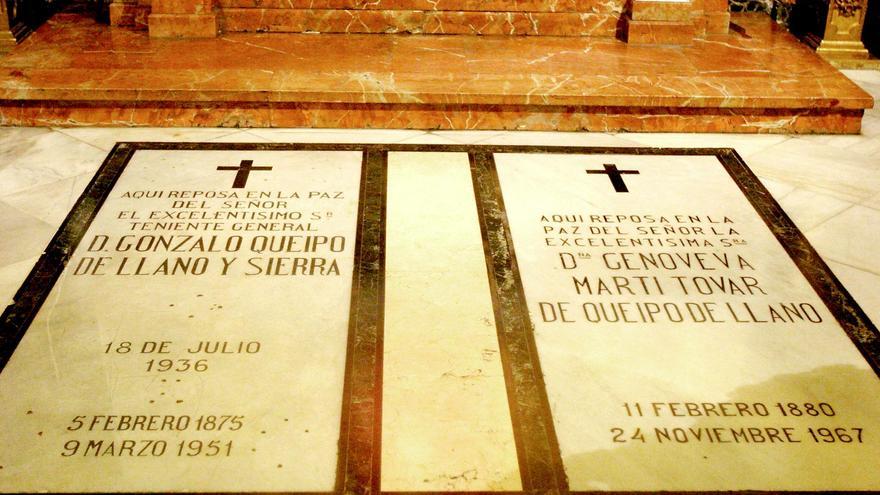 AQUI REPOSA EN LA PAZ
DEL SEÑOR
EL EXCELENTISIMO Sr.
TENIENTE GENERAL
D. GONZALO QUEIPO
DE LLANO Y SIERRA
18 DE JULIO
1936
5 FEBRERO 1875
9 MARZO 1951
AQUI REPOSA EN LA
PAZ DEL SEÑOR LA
EXCELENTISIMA Sra.
Dña GENOVEVA
MARTI TOVAR
DE QUEIPO DE LLANO
11 FEBRERO 1880
24 NOVIEMBRE 1967